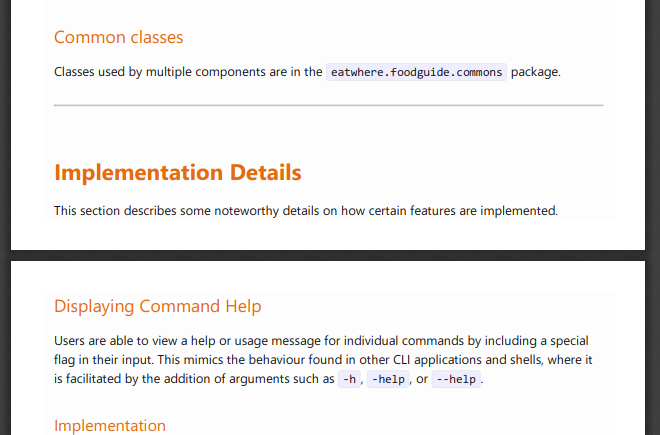 Common classes
Classes used by multiple components are in the eatwhere.foodguide.commons package.
Implementation Details
This section describes some noteworthy details on how certain features are implemented.
Displaying Command Help
Users are able to view a help or usage message for individual commands by including a special
flag in their input. This mimics the behaviour found in other CLI applications and shells, where it
is facilitated by the addition of arguments such as -h, -help, or --help.
Implementation